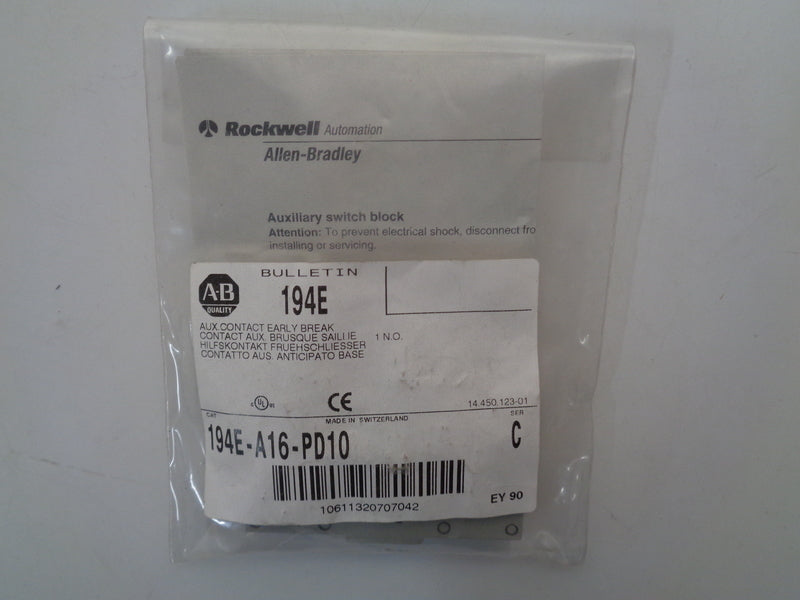 Rockwell Automation
Allen-Bradley
Auxiliary switch block
Attention: To prevent electrical shock, disconnect fro
installing or servicing.
BULLETIN
A-B
QUALITY
194E
AUX.CONTACT EARLY BREAK
CONTACT AUX. BRUSQUE SAILLIE 1 N.O.
HILFSKONTAKT FRUEHSCHLIESSER
CONTATTO AUS. ANTICIPATO BASE
C UL US
CE
14.450.123-01
CAT
MADE IN SWITZERLAND
SER
194E-A16-PD10
C
10611320707042
EY 90